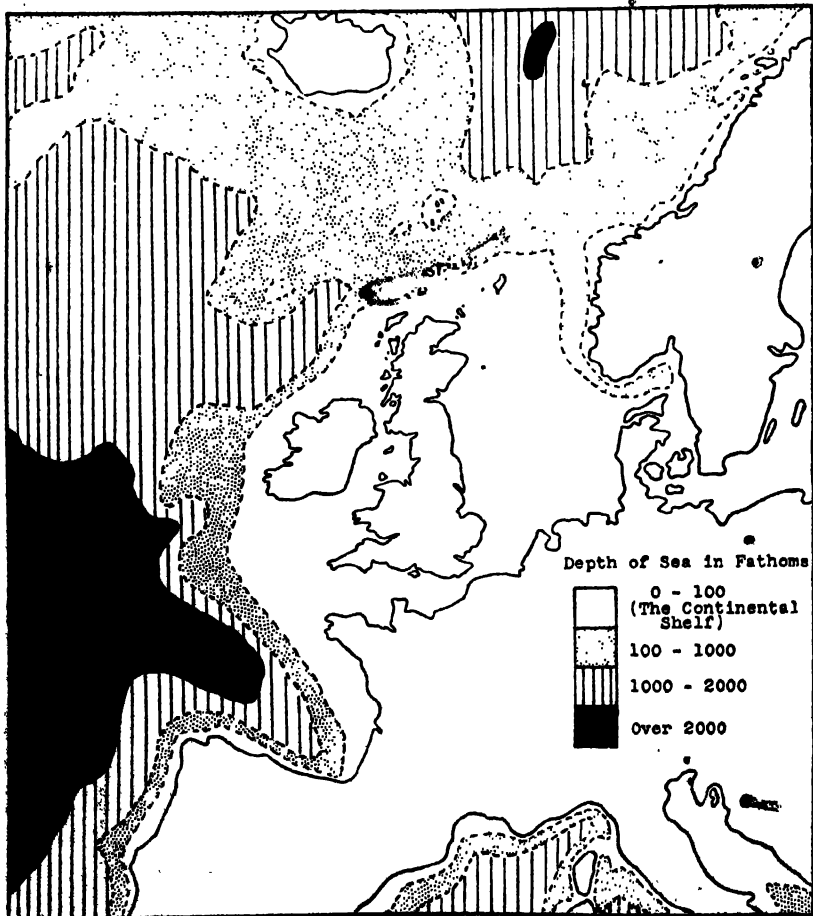 Depth of Sea in Fathoms
0 - 100
(The Continental
Shelf)
100 - 1000
1000 - 2000
Over 2000